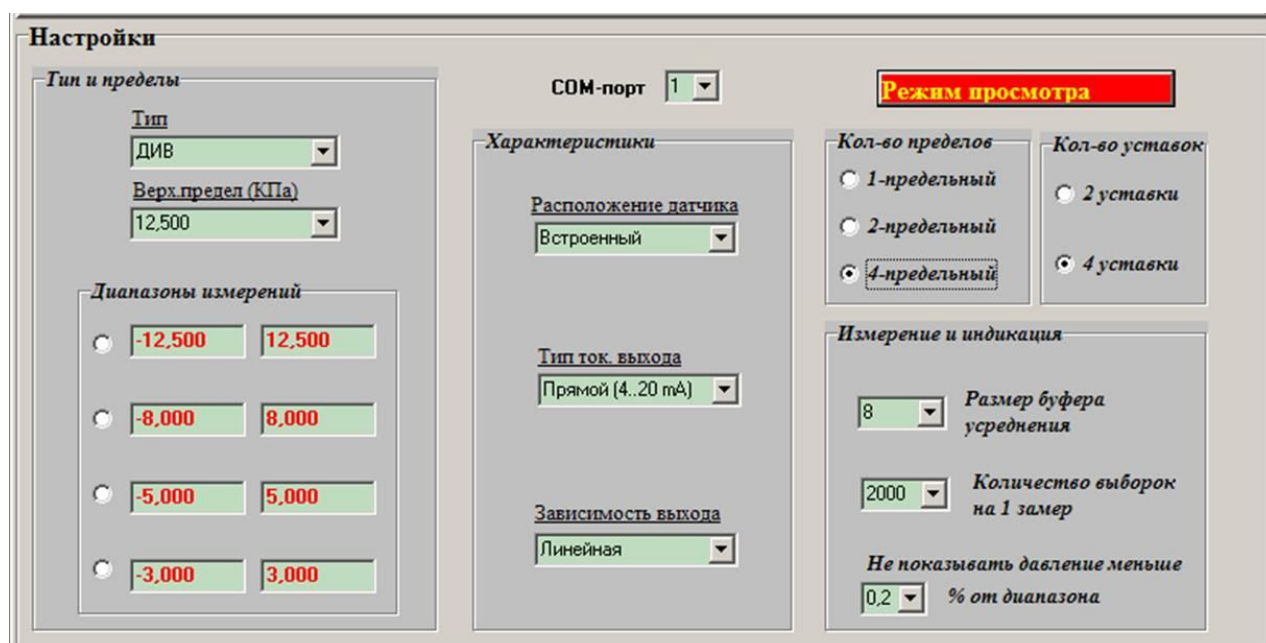 Настройки
Тип и пределы
Тип
ДИВ
Верх.предел (КПа)
12,500
Диапазоны измерений
-12,500 12,500
-8,000 8,000
-5,000 5,000
-3,000 3,000
COM-порт 1
Характеристики
Расположение датчика
Встроенный
Тип ток. выхода
Прямой (4..20 mA)
Зависимость выхода
Линейная
Режим просмотра
Кол-во пределов
1-предельный
2-предельный
4-предельный
Кол-во уставок
2 уставки
4 уставки
Измерение и индикация
8 Размер буфера
усреднения
2000 Количество выборок
на 1 замер
Не показывать давление меньше
0,2 % от диапазона